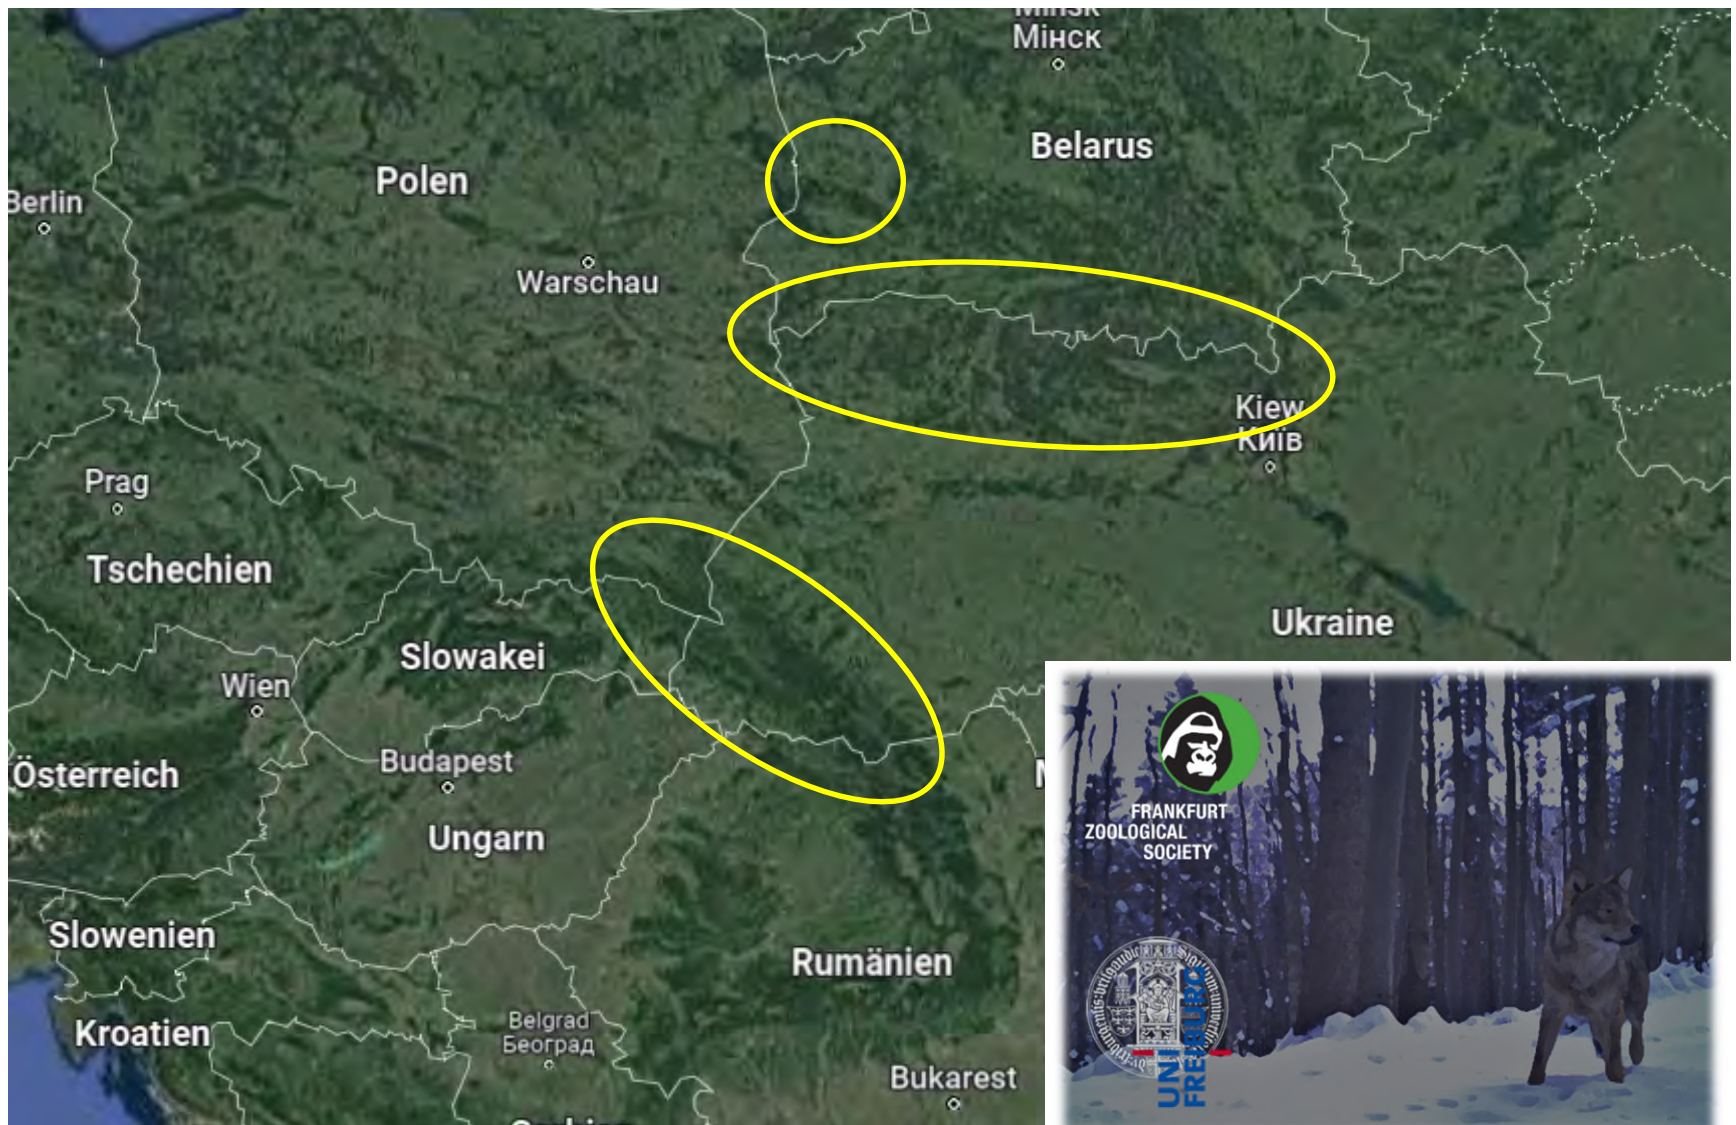 Мінск
Belarus
Polen
Berlin
Warschau
Kiew
Київ
Prag
Tschechien
Ukraine
Slowakei
Wien
Budapest
Österreich
Ungarn
Slowenien
Rumänien
Kroatien
Belgrad
Београд
Bukarest
FRANKFURT
ZOOLOGICAL
SOCIETY
UNI
FREIBURG